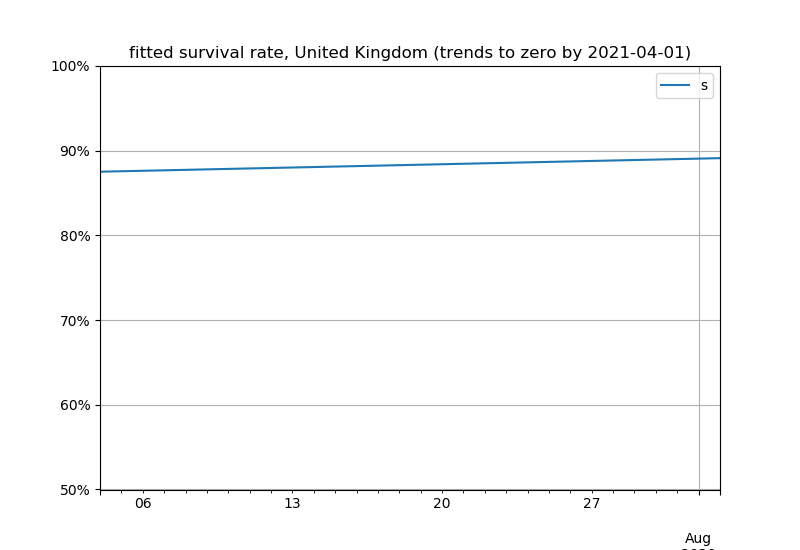 fitted survival rate, United Kingdom (trends to zero by 2021-04-01)
100%
s
90%
80%
70%
60%
50%
06 13 20 27
Aug